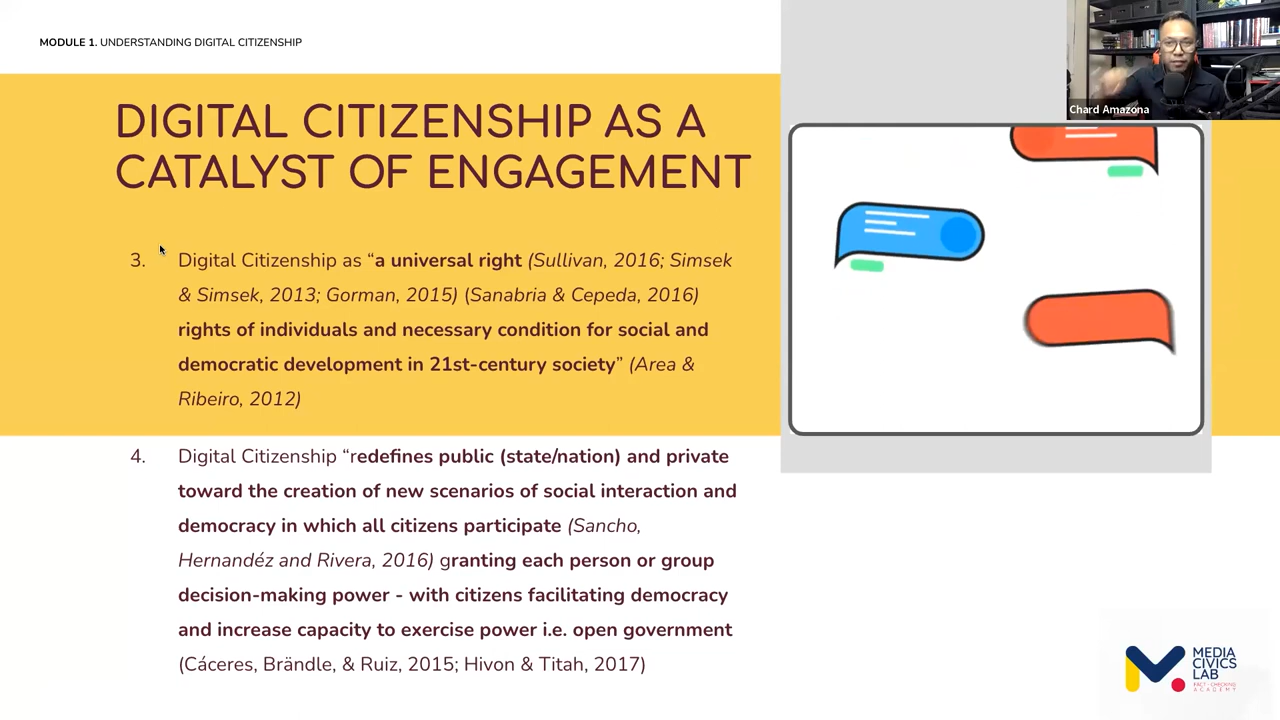 MODULE 1. UNDERSTANDING DIGITAL CITIZENSHIP
Chard Amazona
DIGITAL CITIZENSHIP AS A
CATALYST OF ENGAGEMENT
3. Digital Citizenship as “a universal right (Sullivan, 2016; Simsek
& Simsek, 2013; Gorman, 2015) (Sanabria & Cepeda, 2016)
rights of individuals and necessary condition for social and
democratic development in 21st-century society” (Area &
Ribeiro, 2012)
4. Digital Citizenship “redefines public (state/nation) and private
toward the creation of new scenarios of social interaction and
democracy in which all citizens participate (Sancho,
Hernandéz and Rivera, 2016) granting each person or group
decision-making power - with citizens facilitating democracy
and increase capacity to exercise power i.e. open government
(Cáceres, Brändle, & Ruiz, 2015; Hivon & Titah, 2017)
MEDIA
CIVICS
LAB
FACT-CHECKING
ACADEMY